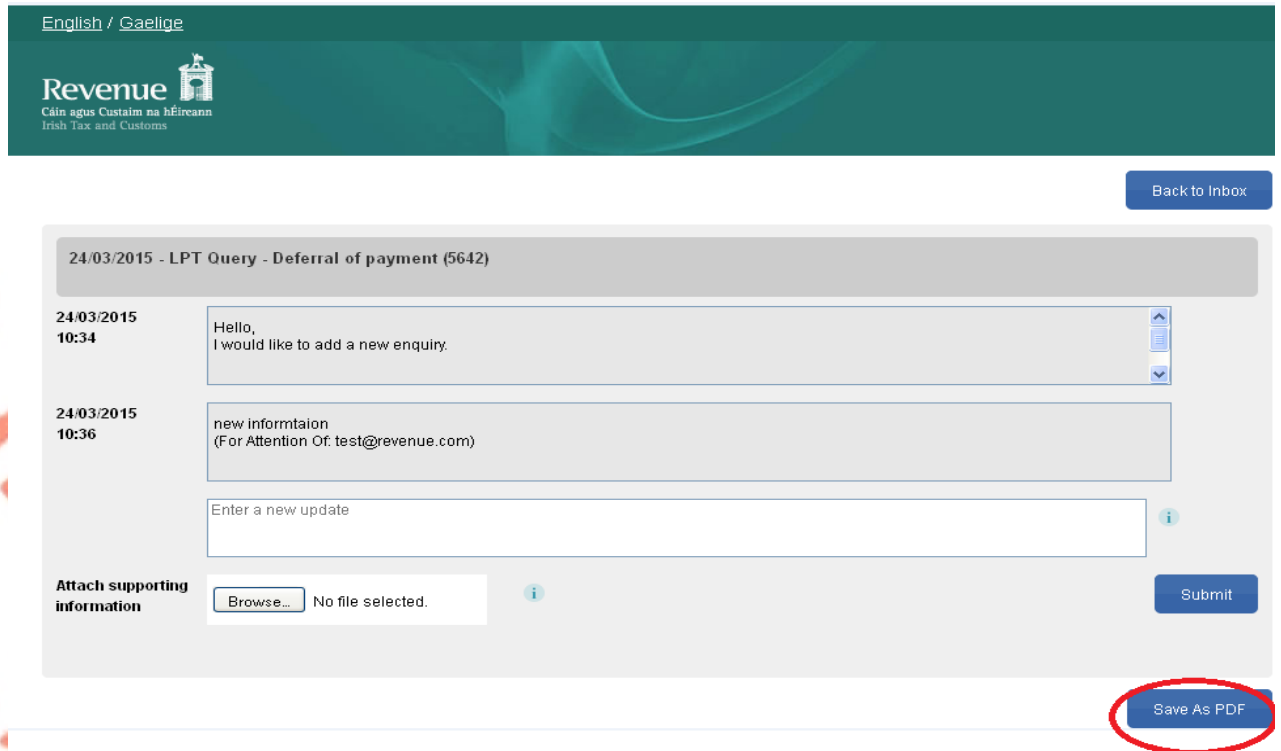 English / Gaeilge
Revenue
Cáin agus Custaim na hÉireann
Irish Tax and Customs
Back to Inbox
24/03/2015 - LPT Query - Deferral of payment (5642)
24/03/2015
10:34
Hello,
I would like to add a new enquiry.
24/03/2015
10:36
new informtaion
(For Attention Of: test@revenue.com)
Enter a new update
i
Attach supporting
information
Browse... No file selected.
i
Submit
Save As PDF